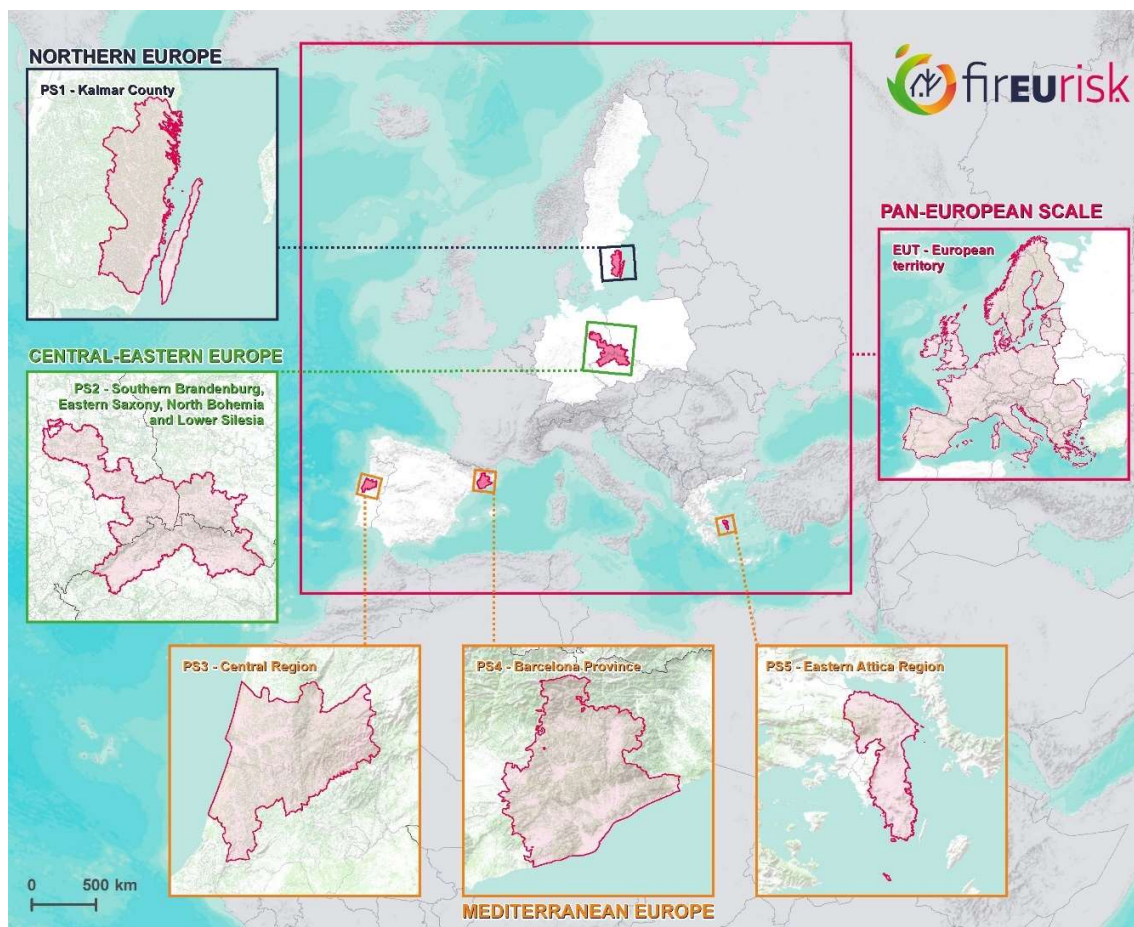 NORTHERN EUROPE
PS1 - Kalmar County
firEUrisk
PAN-EUROPEAN SCALE
EUT - European
territory
CENTRAL-EASTERN EUROPE
PS2 - Southern Brandenburg,
Eastern Saxony, North Bohemia
and Lower Silesia
PS3 - Central Region
PS4 - Barcelona Province
PS5 - Eastern Attica Region
0 500 km
MEDITERRANEAN EUROPE